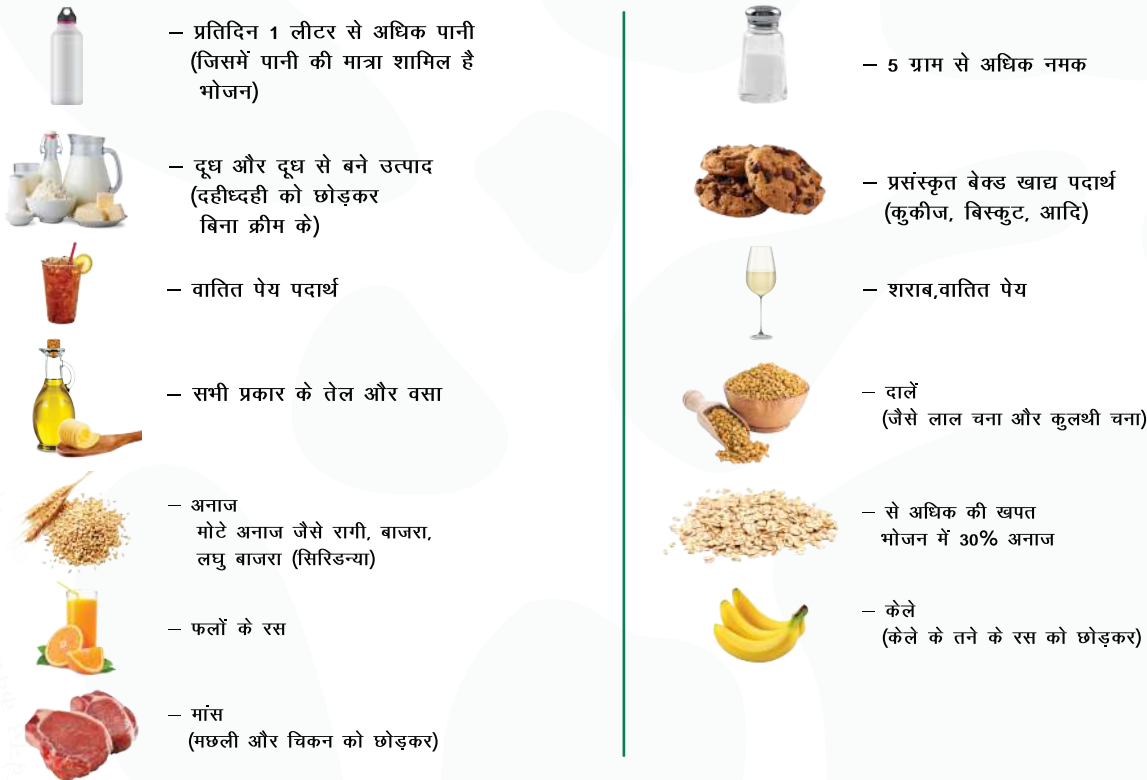 – प्रतिदिन 1 लीटर से अधिक पानी
(जिसमें पानी की मात्रा शामिल है
भोजन)
– दूध और दूध से बने उत्पाद
(दहीध्दही को छोड़कर
बिना क्रीम के)
– वातित पेय पदार्थ
– सभी प्रकार के तेल और वसा
– अनाज
मोटे अनाज जैसे रागी, बाजरा,
लघु बाजरा (सिरिडन्या)
– फलों के रस
– मांस
(मछली और चिकन को छोड़कर)
– 5 ग्राम से अधिक नमक
– प्रसंस्कृत बेक्ड खाद्य पदार्थ
(कुकीज, बिस्कुट, आदि)
– शराब,वातित पेय
– दालें
(जैसे लाल चना और कुलथी चना)
– से अधिक की खपत
भोजन में 30% अनाज
– केले
(केले के तने के रस को छोड़कर)